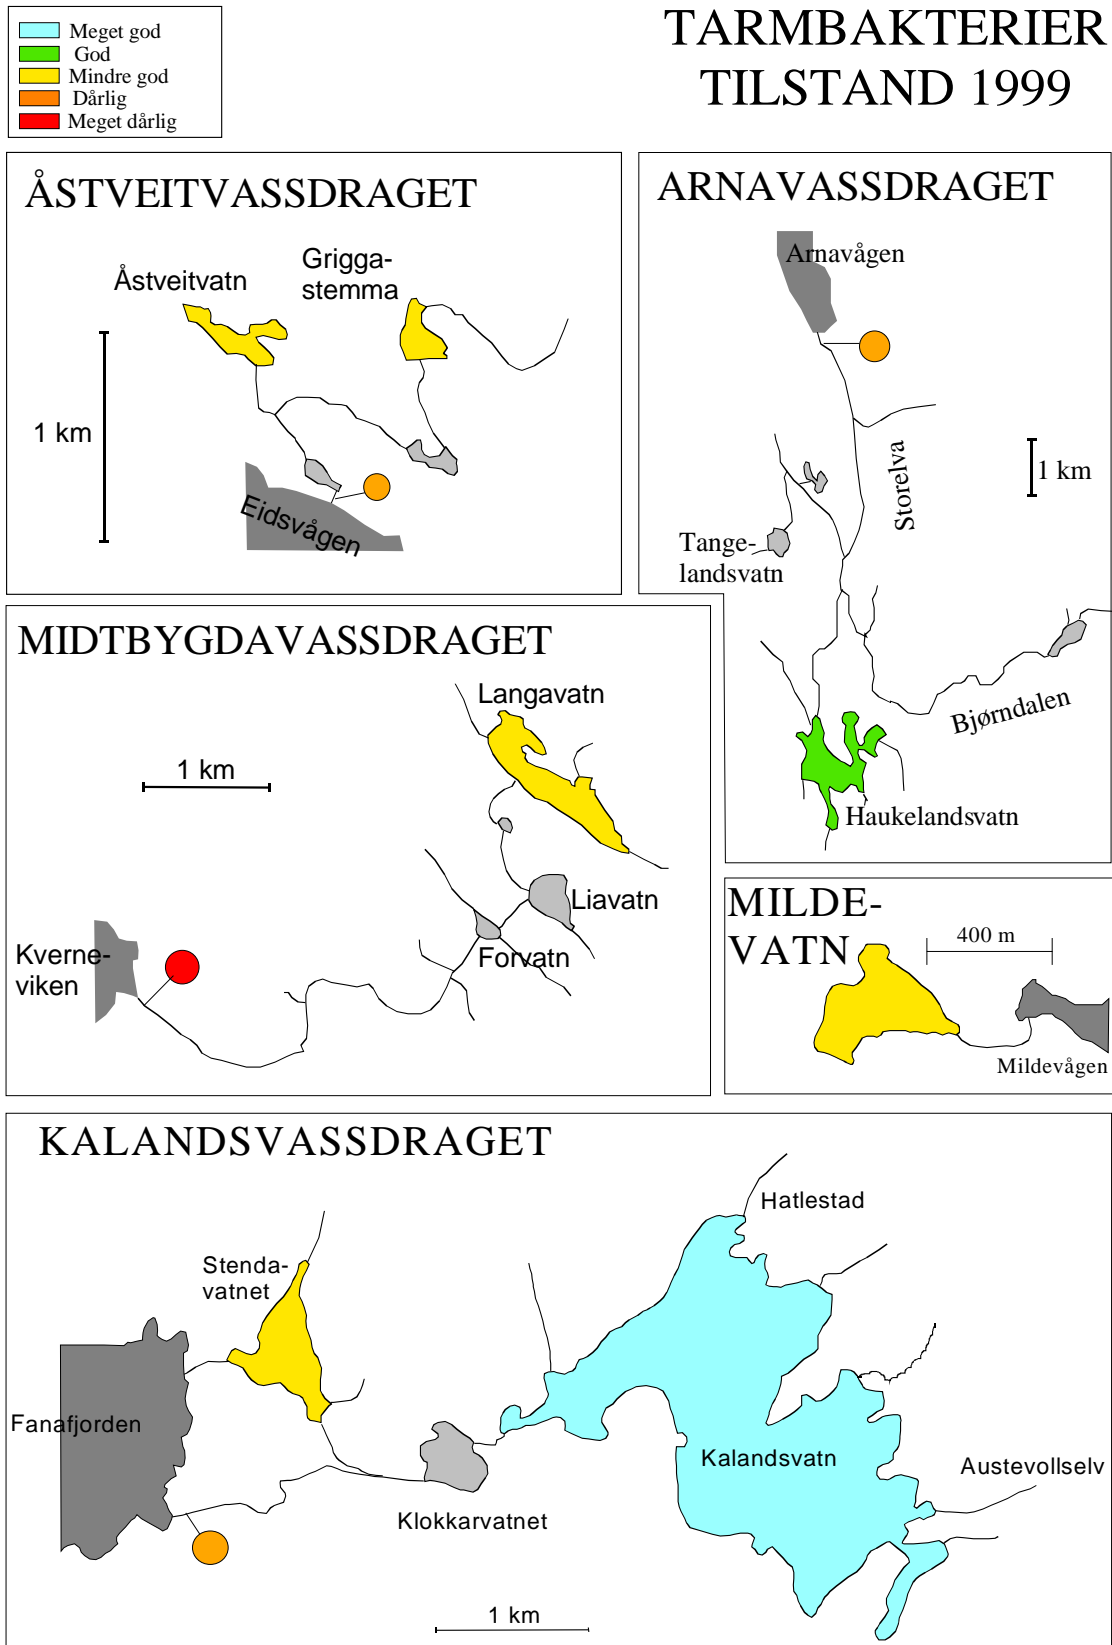 Meget god
God
Mindre god
Dårlig
Meget dårlig
TARMBAKTERIER
TILSTAND 1999
ÅSTVEITVASSDRAGET
Åstveitvatn
Grigga-
stemma
1 km
Eidsvågen
ARNAVASSDRAGET
Arnavågen
Storelva
1 km
Tange-
landsvatn
Bjørndalen
Haukelandsvatn
MIDTBYGDAVASSDRAGET
Langavatn
1 km
Liavatn
Forvatn
Kverne-
viken
MILDE-
VATN
400 m
Mildevågen
KALANDSVASSDRAGET
Hatlestad
Stenda-
vatnet
Fanafjorden
Kalandsvatn
Austevollselv
Klokkarvatnet
1 km